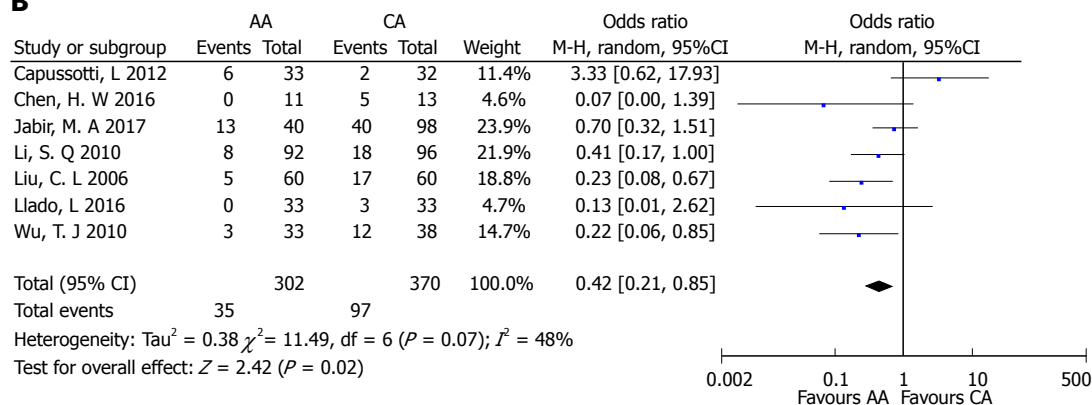 B
AA CA Odds ratio Odds ratio
Study or subgroup Events Total Events Total Weight M-H, random, 95%CI M-H, random, 95%CI
Capussotti, L 2012 6 33 2 32 11.4% 3.33 [0.62, 17.93]
Chen, H. W 2016 0 11 5 13 4.6% 0.07 [0.00, 1.39]
Jabir, M. A 2017 13 40 40 98 23.9% 0.70 [0.32, 1.51]
Li, S. Q 2010 8 92 18 96 21.9% 0.41 [0.17, 1.00]
Liu, C. L 2006 5 60 17 60 18.8% 0.23 [0.08, 0.67]
Llado, L 2016 0 33 3 33 4.7% 0.13 [0.01, 2.62]
Wu, T. J 2010 3 33 12 38 14.7% 0.22 [0.06, 0.85]
Total (95% CI) 302 370 100.0% 0.42 [0.21, 0.85]
Total events 35 97
Heterogeneity: Tau² = 0.38 χ²= 11.49, df = 6 (P = 0.07); I² = 48%
Test for overall effect: Z = 2.42 (P = 0.02)
0.002 0.1 1 10 500
Favours AA Favours CA